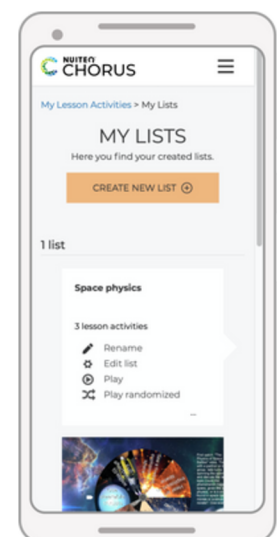 NUITEQ
CHORUS
My Lesson Activities > My Lists
MY LISTS
Here you find your created lists.
CREATE NEW LIST
1 list
Space physics
3 lesson activities
Rename
Edit list
Play
Play randomized
...